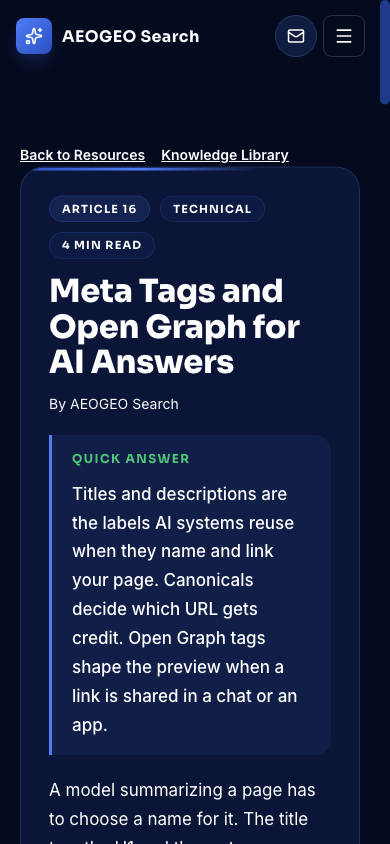 AEOGEO Search
Back to Resources Knowledge Library
ARTICLE 16 TECHNICAL
4 MIN READ
Meta Tags and
Open Graph for
AI Answers
By AEOGEO Search
QUICK ANSWER
Titles and descriptions are
the labels AI systems reuse
when they name and link
your page. Canonicals
decide which URL gets
credit. Open Graph tags
shape the preview when a
link is shared in a chat or an
app.
A model summarizing a page has
to choose a name for it. The title